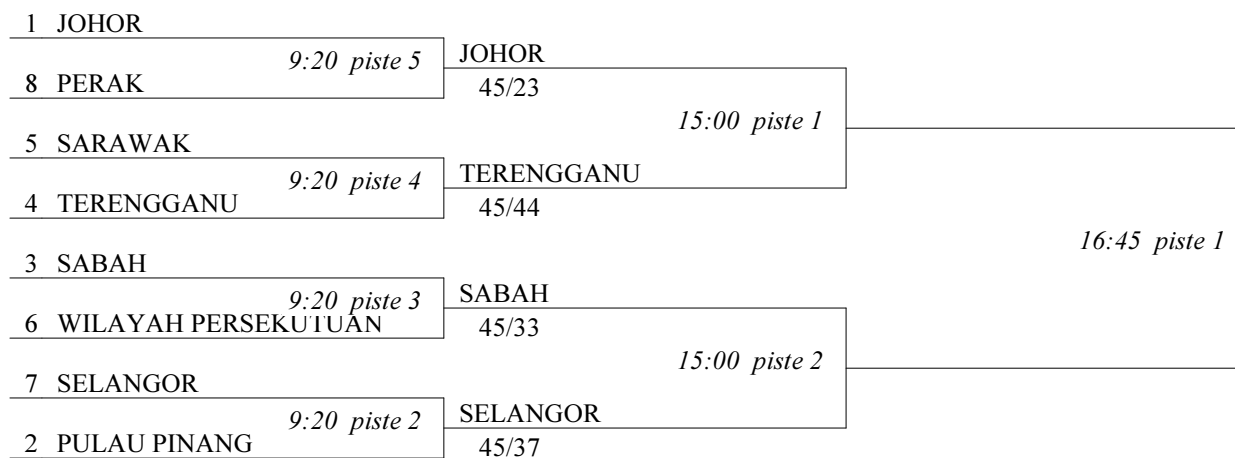 1 JOHOR
9:20 piste 5
JOHOR
8 PERAK
45/23
15:00 piste 1
5 SARAWAK
9:20 piste 4
TERENGGANU
4 TERENGGANU
45/44
16:45 piste 1
3 SABAH
9:20 piste 3
SABAH
6 WILAYAH PERSEKUTUAN
45/33
15:00 piste 2
7 SELANGOR
9:20 piste 2
SELANGOR
2 PULAU PINANG
45/37